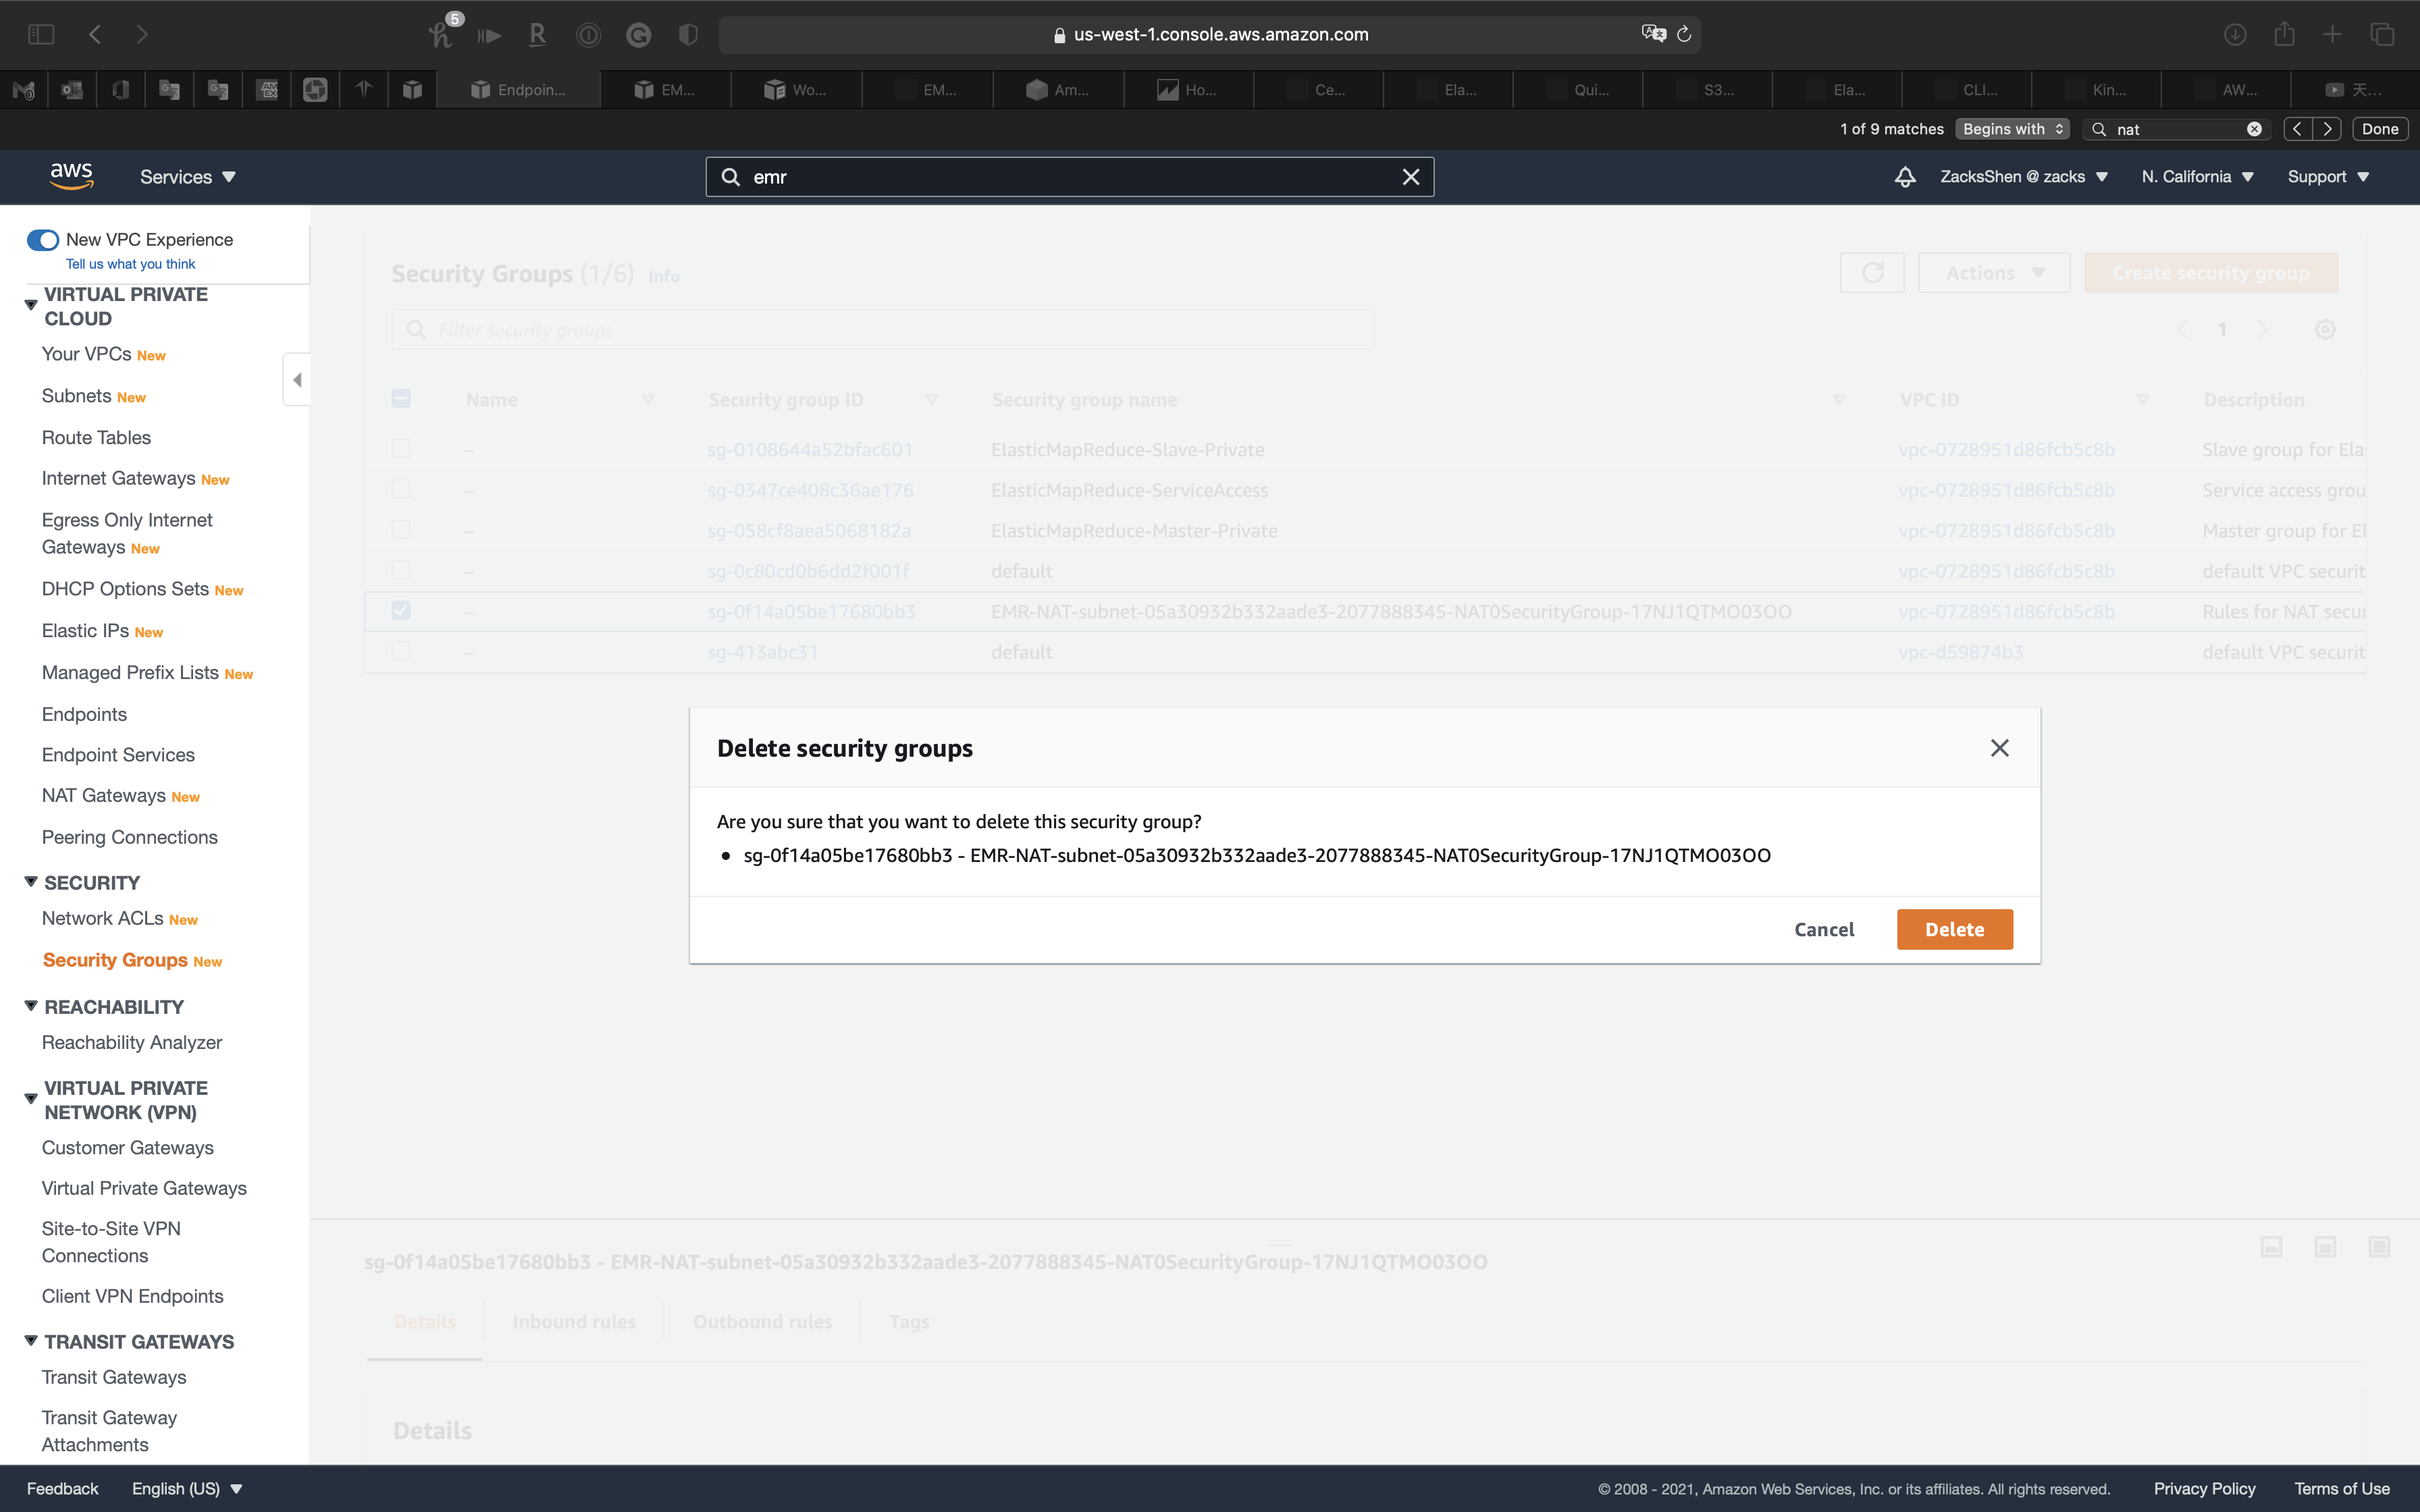 5
us-west-1.console.aws.amazon.com
Endpoin...
EM...
Wo...
EM...
Am...
Ho...
Ce...
Ela...
Qui...
S3...
Ela...
CLI...
Kin...
AW...
天...
1 of 9 matches
Begins with
nat
Done
aws
Services
emr
ZacksShen @ zacks
N. California
Support
New VPC Experience
Tell us what you think
VIRTUAL PRIVATE
CLOUD
Your VPCs New
Subnets New
Route Tables
Internet Gateways New
Egress Only Internet
Gateways New
DHCP Options Sets New
Elastic IPs New
Managed Prefix Lists New
Endpoints
Endpoint Services
NAT Gateways New
Peering Connections
SECURITY
Network ACLs New
Security Groups New
REACHABILITY
Reachability Analyzer
VIRTUAL PRIVATE
NETWORK (VPN)
Customer Gateways
Virtual Private Gateways
Site-to-Site VPN
Connections
Client VPN Endpoints
TRANSIT GATEWAYS
Transit Gateways
Transit Gateway
Attachments
Security Groups (1/6) Info
Actions
Create security group
Filter security groups
1
Name Security group ID Security group name VPC ID Description
– sg-0108644a52bfac601 ElasticMapReduce-Slave-Private vpc-0728951d86fcb5c8b Slave group for Ela
– sg-0347ce408c36ae176 ElasticMapReduce-ServiceAccess vpc-0728951d86fcb5c8b Service access grou
– sg-058cf8aea5068182a ElasticMapReduce-Master-Private vpc-0728951d86fcb5c8b Master group for El
– sg-0c80cd0b6dd2f001f default vpc-0728951d86fcb5c8b default VPC securit
– sg-0f14a05be17680bb3 EMR-NAT-subnet-05a30932b332aade3-2077888345-NAT0SecurityGroup-17NJ1QTMO03OO vpc-0728951d86fcb5c8b Rules for NAT secur
– sg-413abc31 default vpc-d59874b3 default VPC securit
Delete security groups
Are you sure that you want to delete this security group?
• sg-0f14a05be17680bb3 - EMR-NAT-subnet-05a30932b332aade3-2077888345-NAT0SecurityGroup-17NJ1QTMO03OO
Cancel
Delete
sg-0f14a05be17680bb3 - EMR-NAT-subnet-05a30932b332aade3-2077888345-NAT0SecurityGroup-17NJ1QTMO03OO
Details
Inbound rules
Outbound rules
Tags
Details
Feedback
English (US)
© 2008 - 2021, Amazon Web Services, Inc. or its affiliates. All rights reserved.
Privacy Policy
Terms of Use